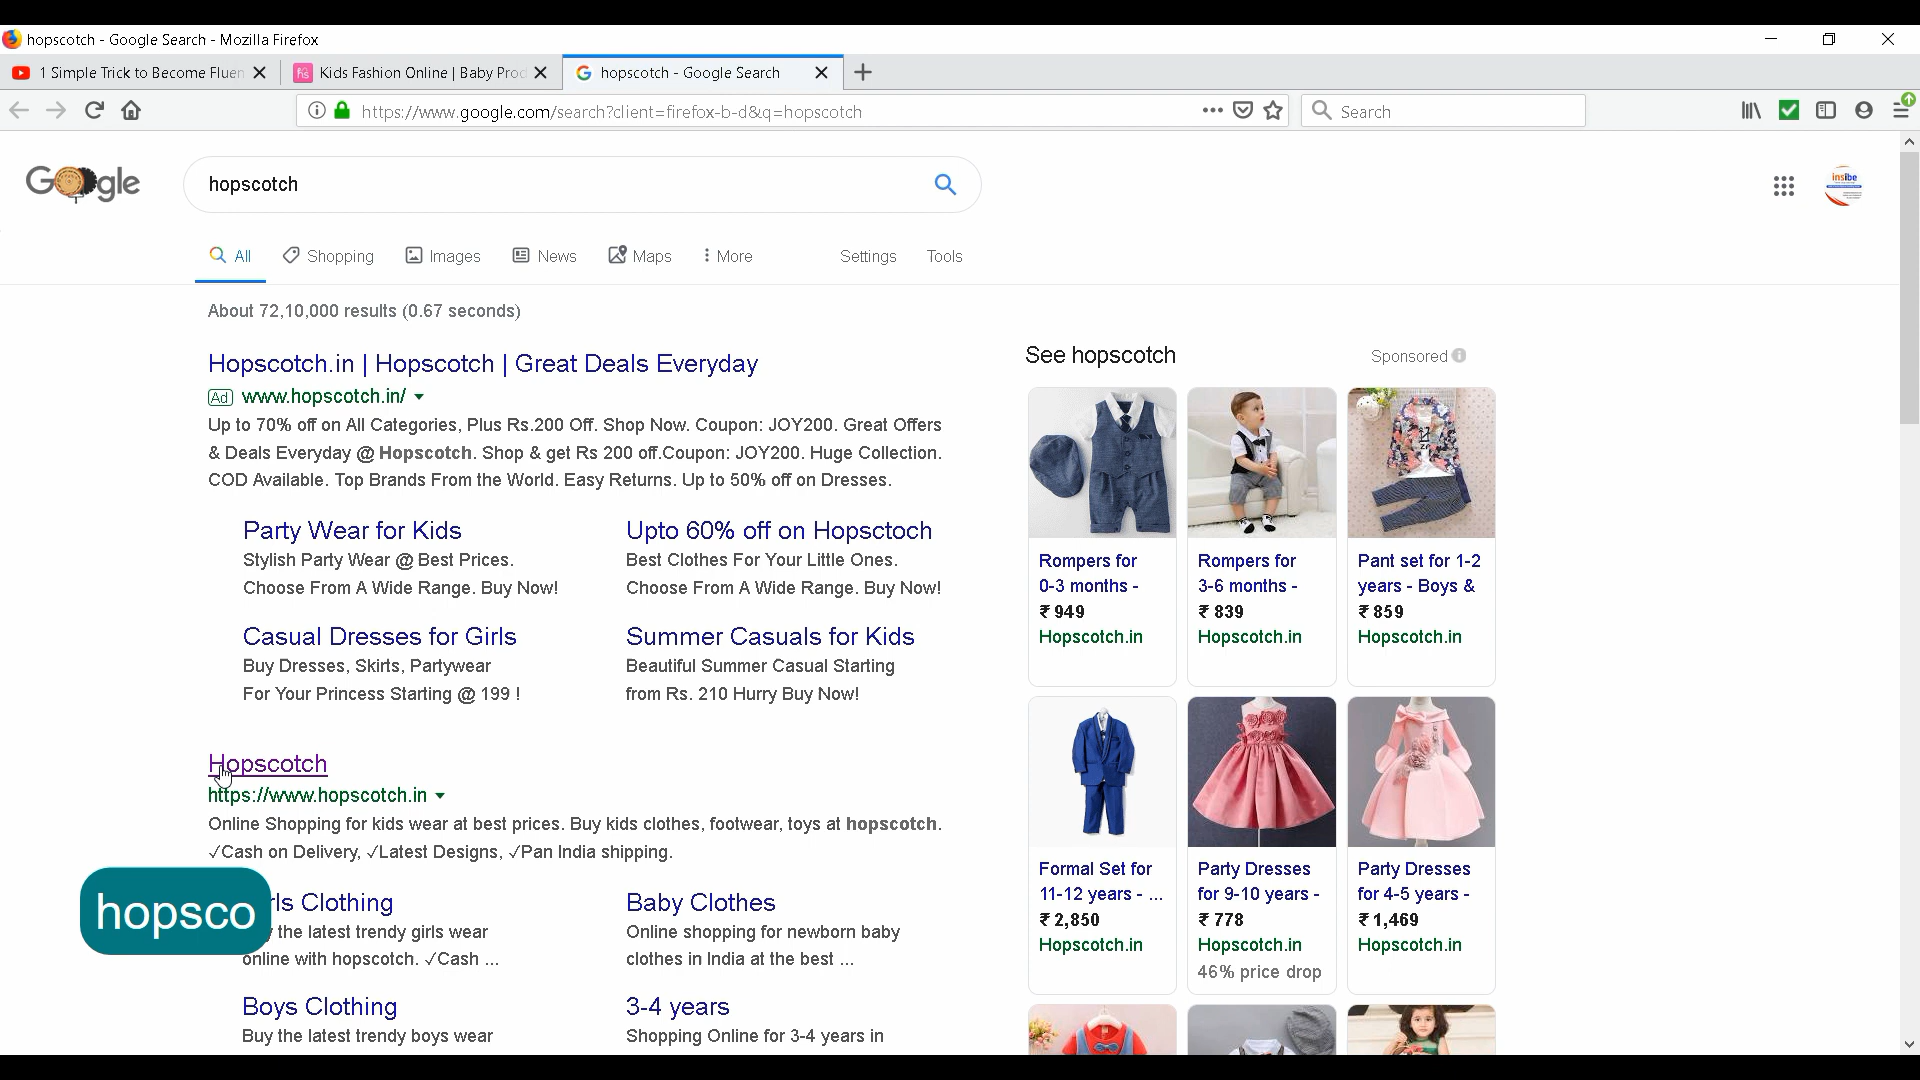 hopscotch - Google Search - Mozilla Firefox
1 Simple Trick to Become Fluen
Kids Fashion Online | Baby Prod
hopscotch - Google Search
https://www.google.com/search?client=firefox-b-d&q=hopscotch
Search
Google
hopscotch
insibe
All
Shopping
Images
News
Maps
More
Settings
Tools
About 72,10,000 results (0.67 seconds)
Hopscotch.in | Hopscotch | Great Deals Everyday
Ad www.hopscotch.in/
Up to 70% off on All Categories, Plus Rs.200 Off. Shop Now. Coupon: JOY200. Great Offers
& Deals Everyday @ Hopscotch. Shop & get Rs 200 off.Coupon: JOY200. Huge Collection.
COD Available. Top Brands From the World. Easy Returns. Up to 50% off on Dresses.
Party Wear for Kids
Stylish Party Wear @ Best Prices.
Choose From A Wide Range. Buy Now!
Upto 60% off on Hopsctoch
Best Clothes For Your Little Ones.
Choose From A Wide Range. Buy Now!
Casual Dresses for Girls
Buy Dresses, Skirts, Partywear
For Your Princess Starting @ 199 !
Summer Casuals for Kids
Beautiful Summer Casual Starting
from Rs. 210 Hurry Buy Now!
Hopscotch
https://www.hopscotch.in
Online Shopping for kids wear at best prices. Buy kids clothes, footwear, toys at hopscotch.
✓Cash on Delivery, ✓Latest Designs, ✓Pan India shipping.
rls Clothing
the latest trendy girls wear
online with hopscotch. ✓Cash ...
Baby Clothes
Online shopping for newborn baby
clothes in India at the best ...
Boys Clothing
Buy the latest trendy boys wear
3-4 years
Shopping Online for 3-4 years in
hopsco
See hopscotch
Sponsored
Rompers for
0-3 months -
₹ 949
Hopscotch.in
Rompers for
3-6 months -
₹ 839
Hopscotch.in
Pant set for 1-2
years - Boys &
₹ 859
Hopscotch.in
Formal Set for
11-12 years - ...
₹ 2,850
Hopscotch.in
Party Dresses
for 9-10 years -
₹ 778
Hopscotch.in
46% price drop
Party Dresses
for 4-5 years -
₹ 1,469
Hopscotch.in